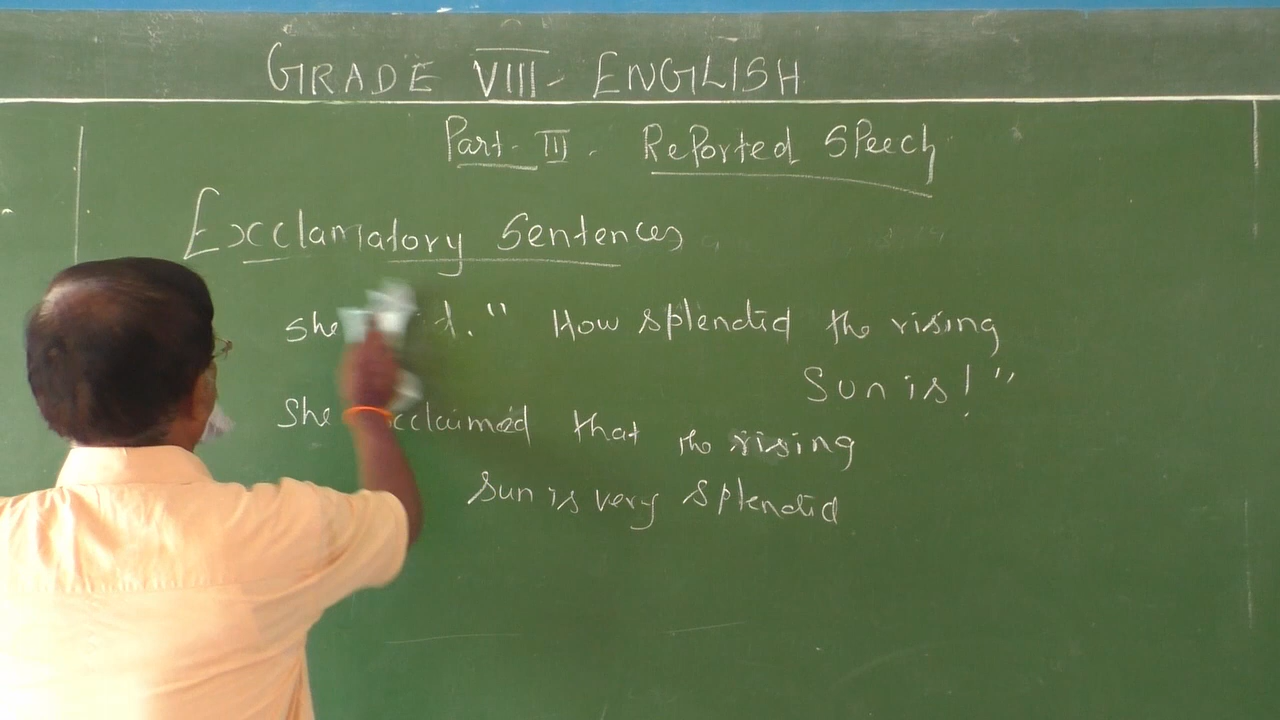 GRADE VIII - ENGLISH
Part - III - Reported Speech
Exclamatory Sentences
She " How splendid the rising
Sun is! "
She that the rising
Sun is very splendid